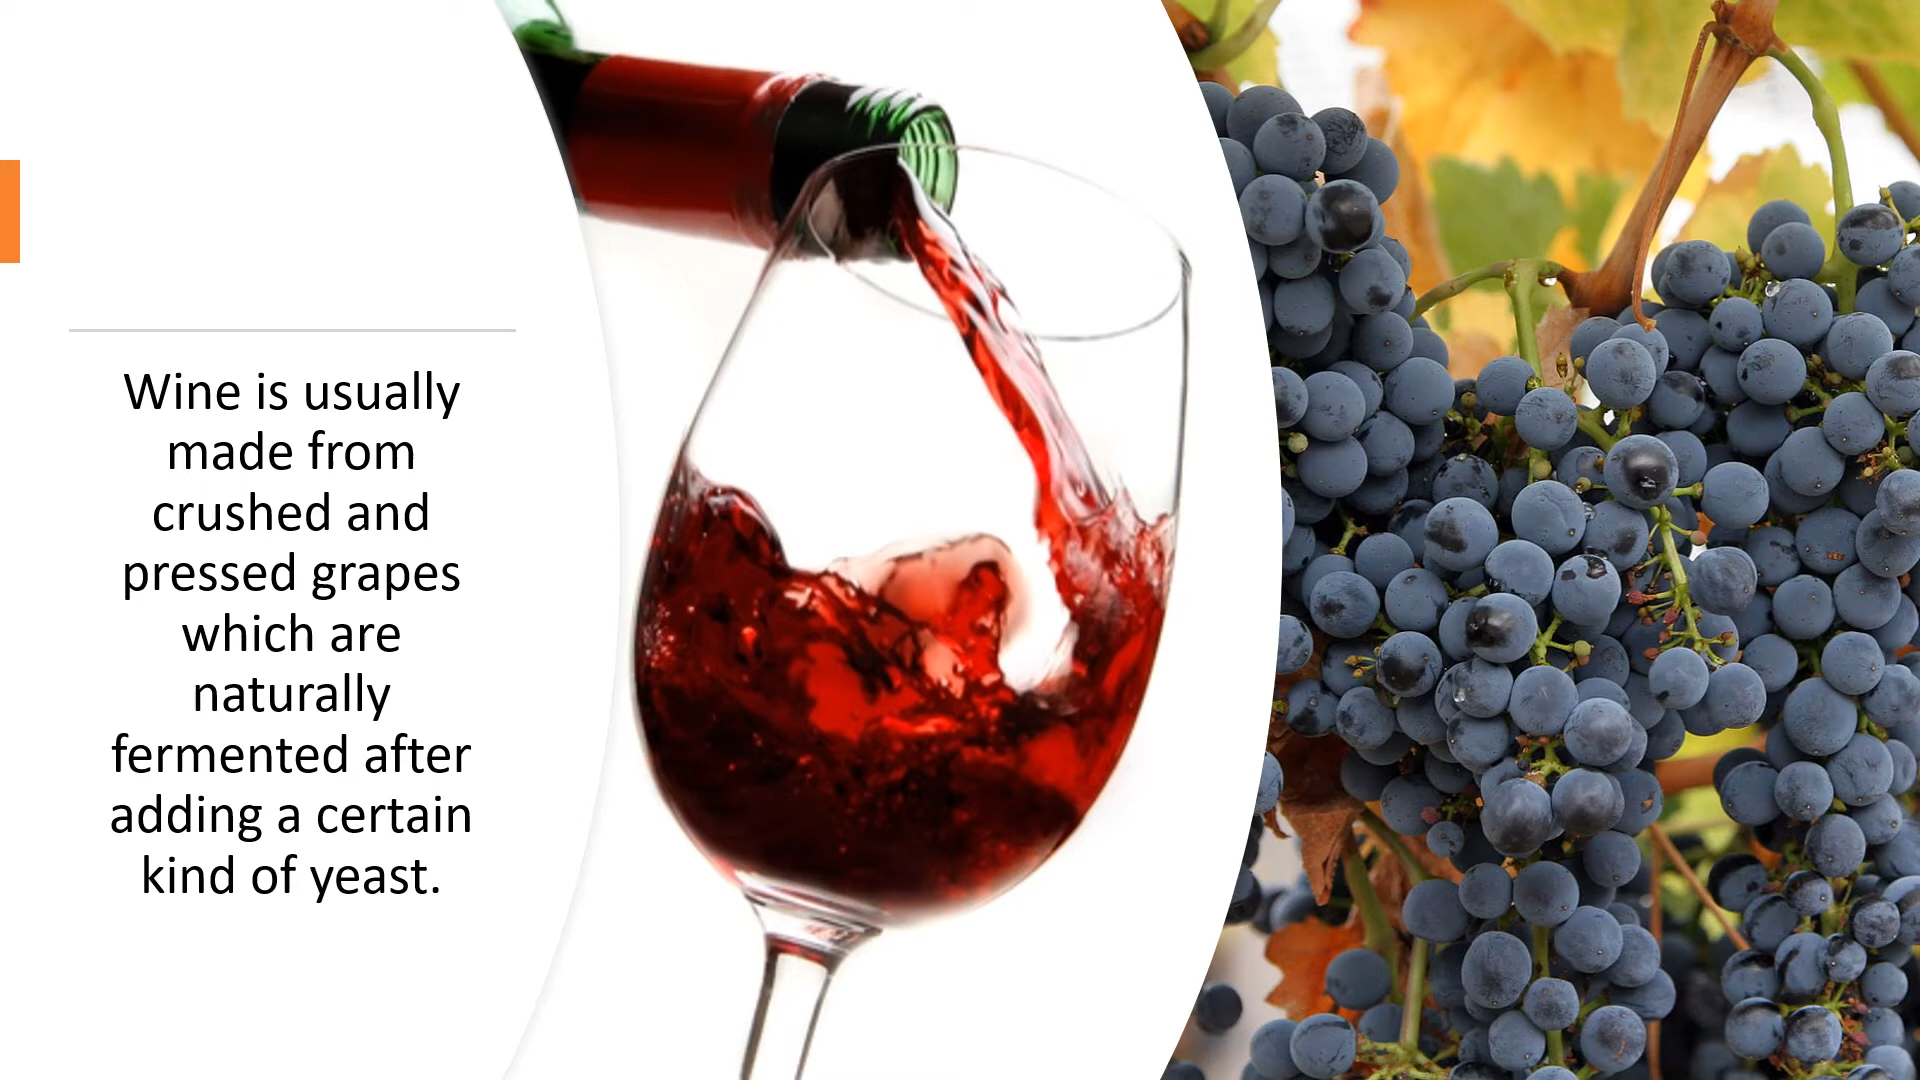 Wine is usually
made from
crushed and
pressed grapes
which are
naturally
fermented after
adding a certain
kind of yeast.